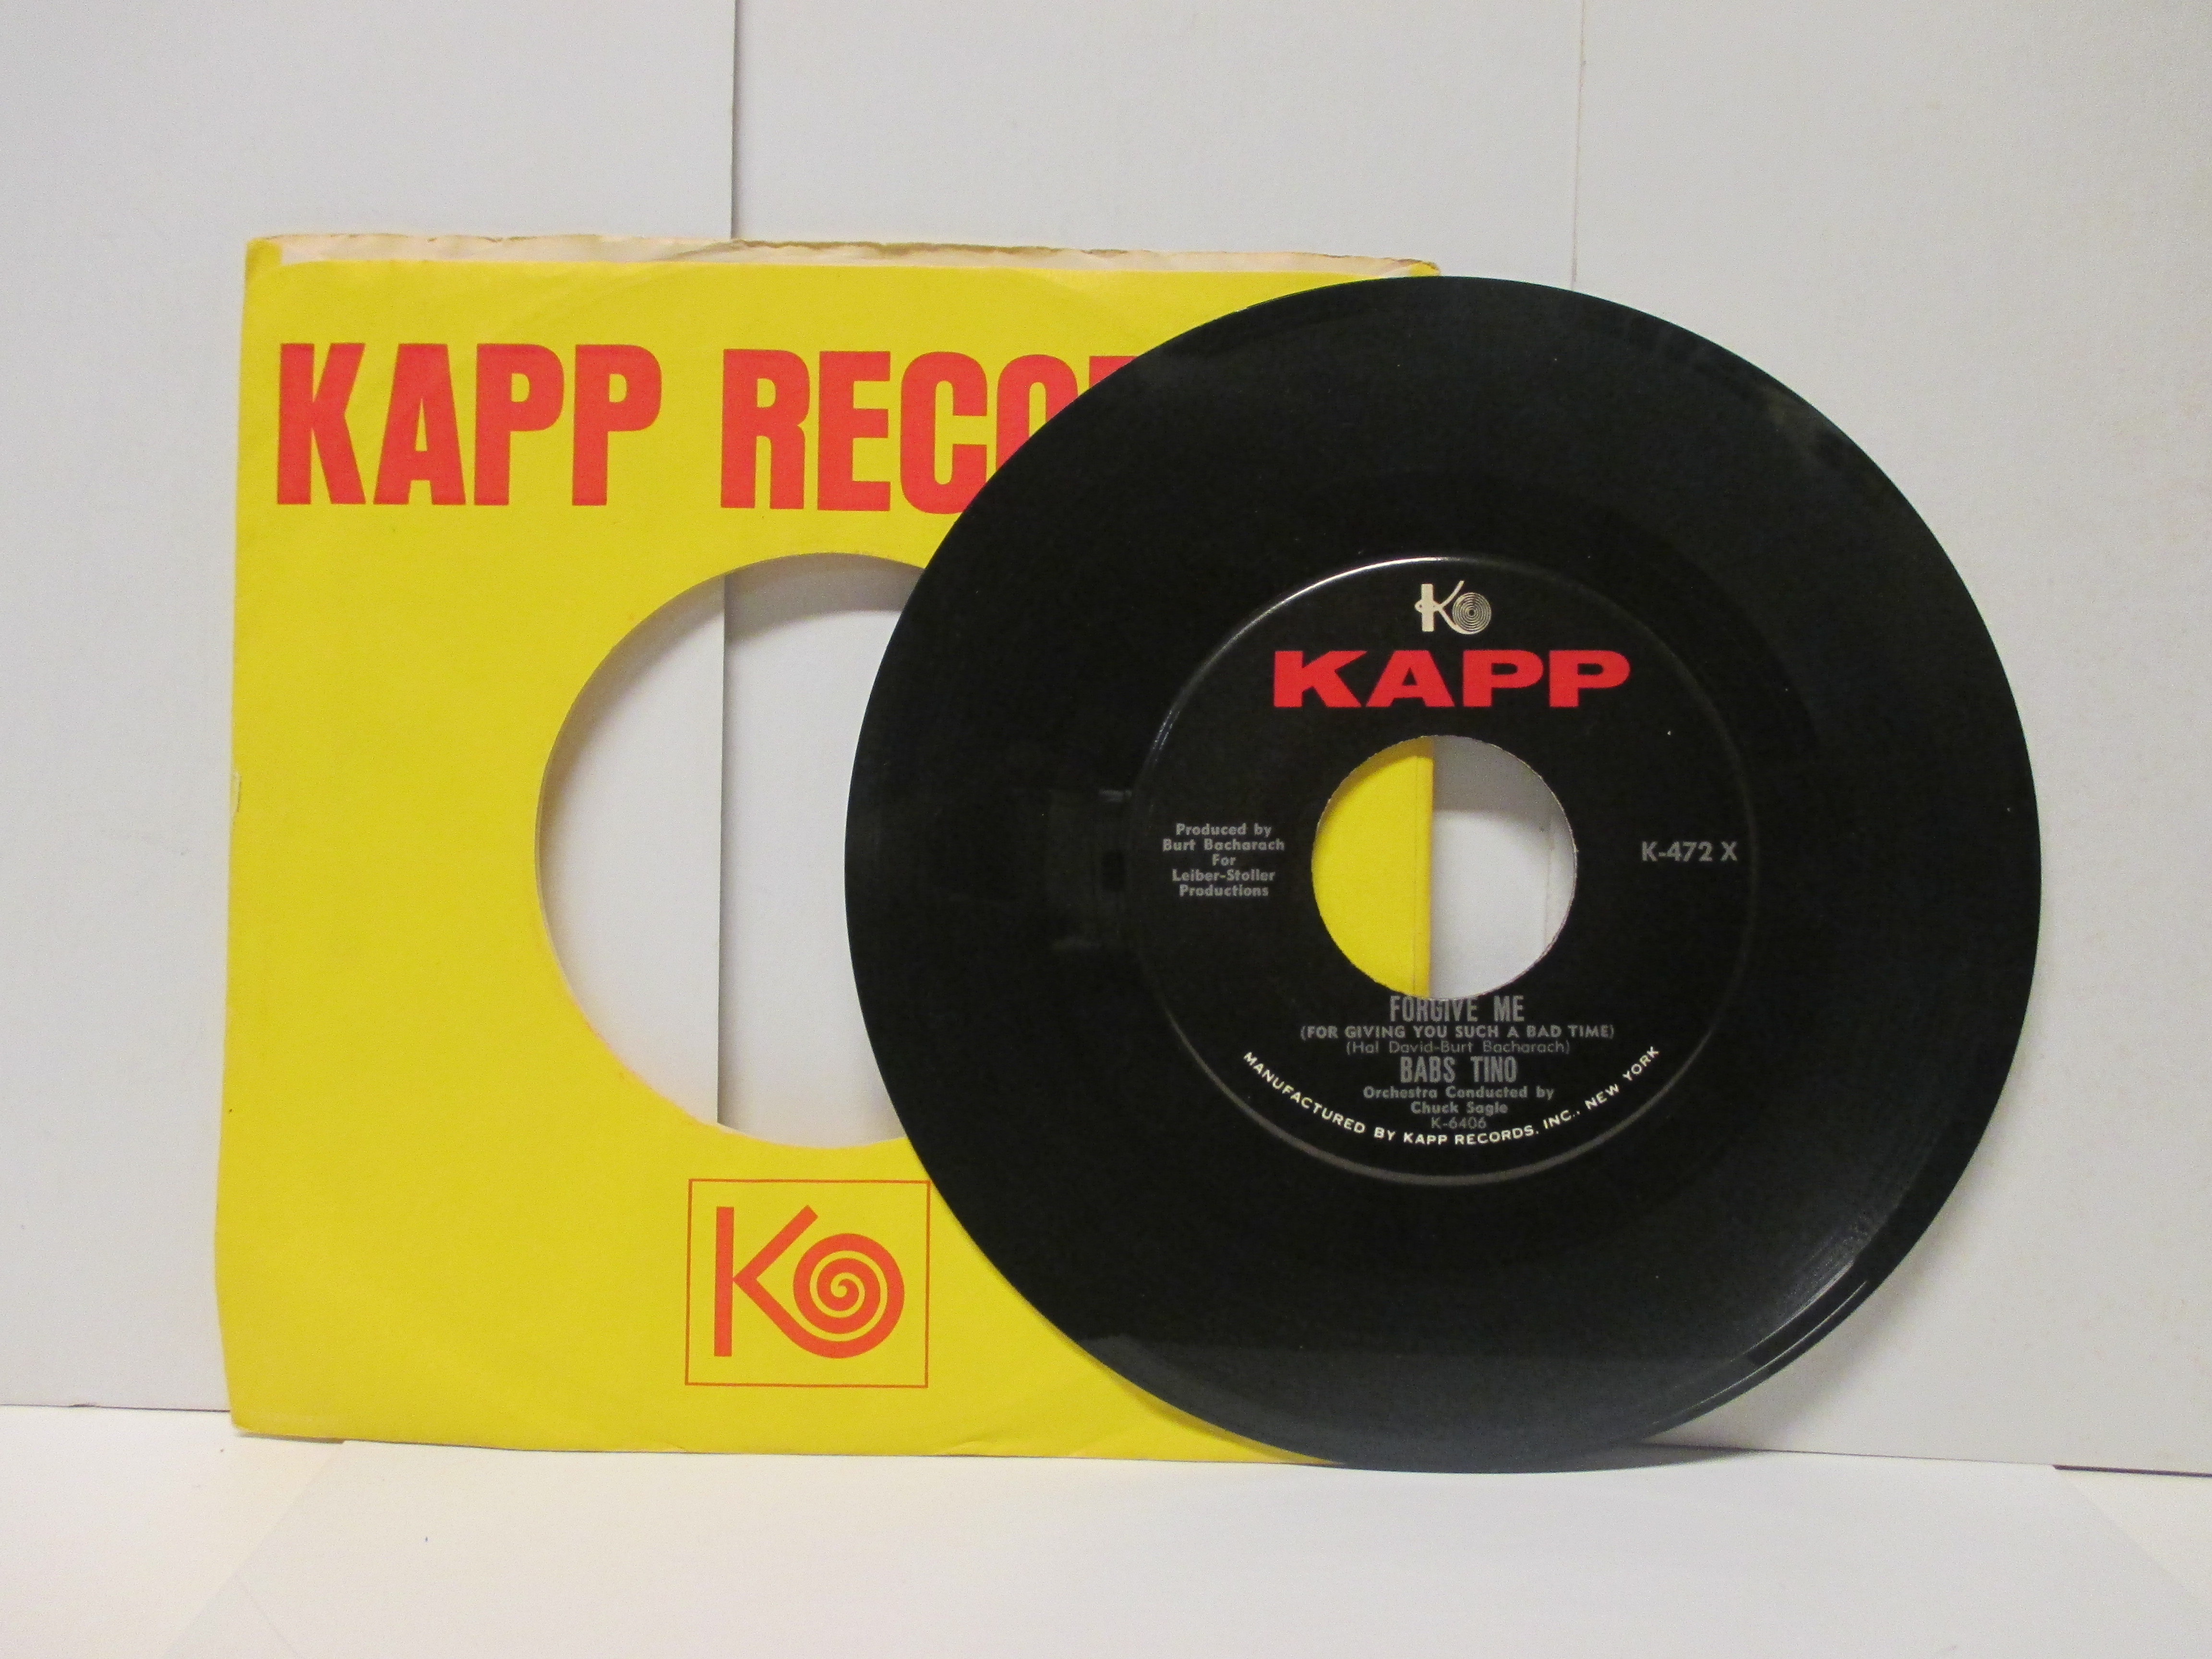 KAPP RECO
KO
KO
KAPP
Produced by
Burt Bacharach
For
Leiber-Stoller
Productions
K-472 X
FORGIVE ME
(FOR GIVING YOU SUCH A BAD TIME)
(Hal David-Burt Bacharach)
BABS TINO
Orchestra Conducted by
Chuck Sagle
K-6406
MANUFACTURED BY KAPP RECORDS, INC., NEW YORK